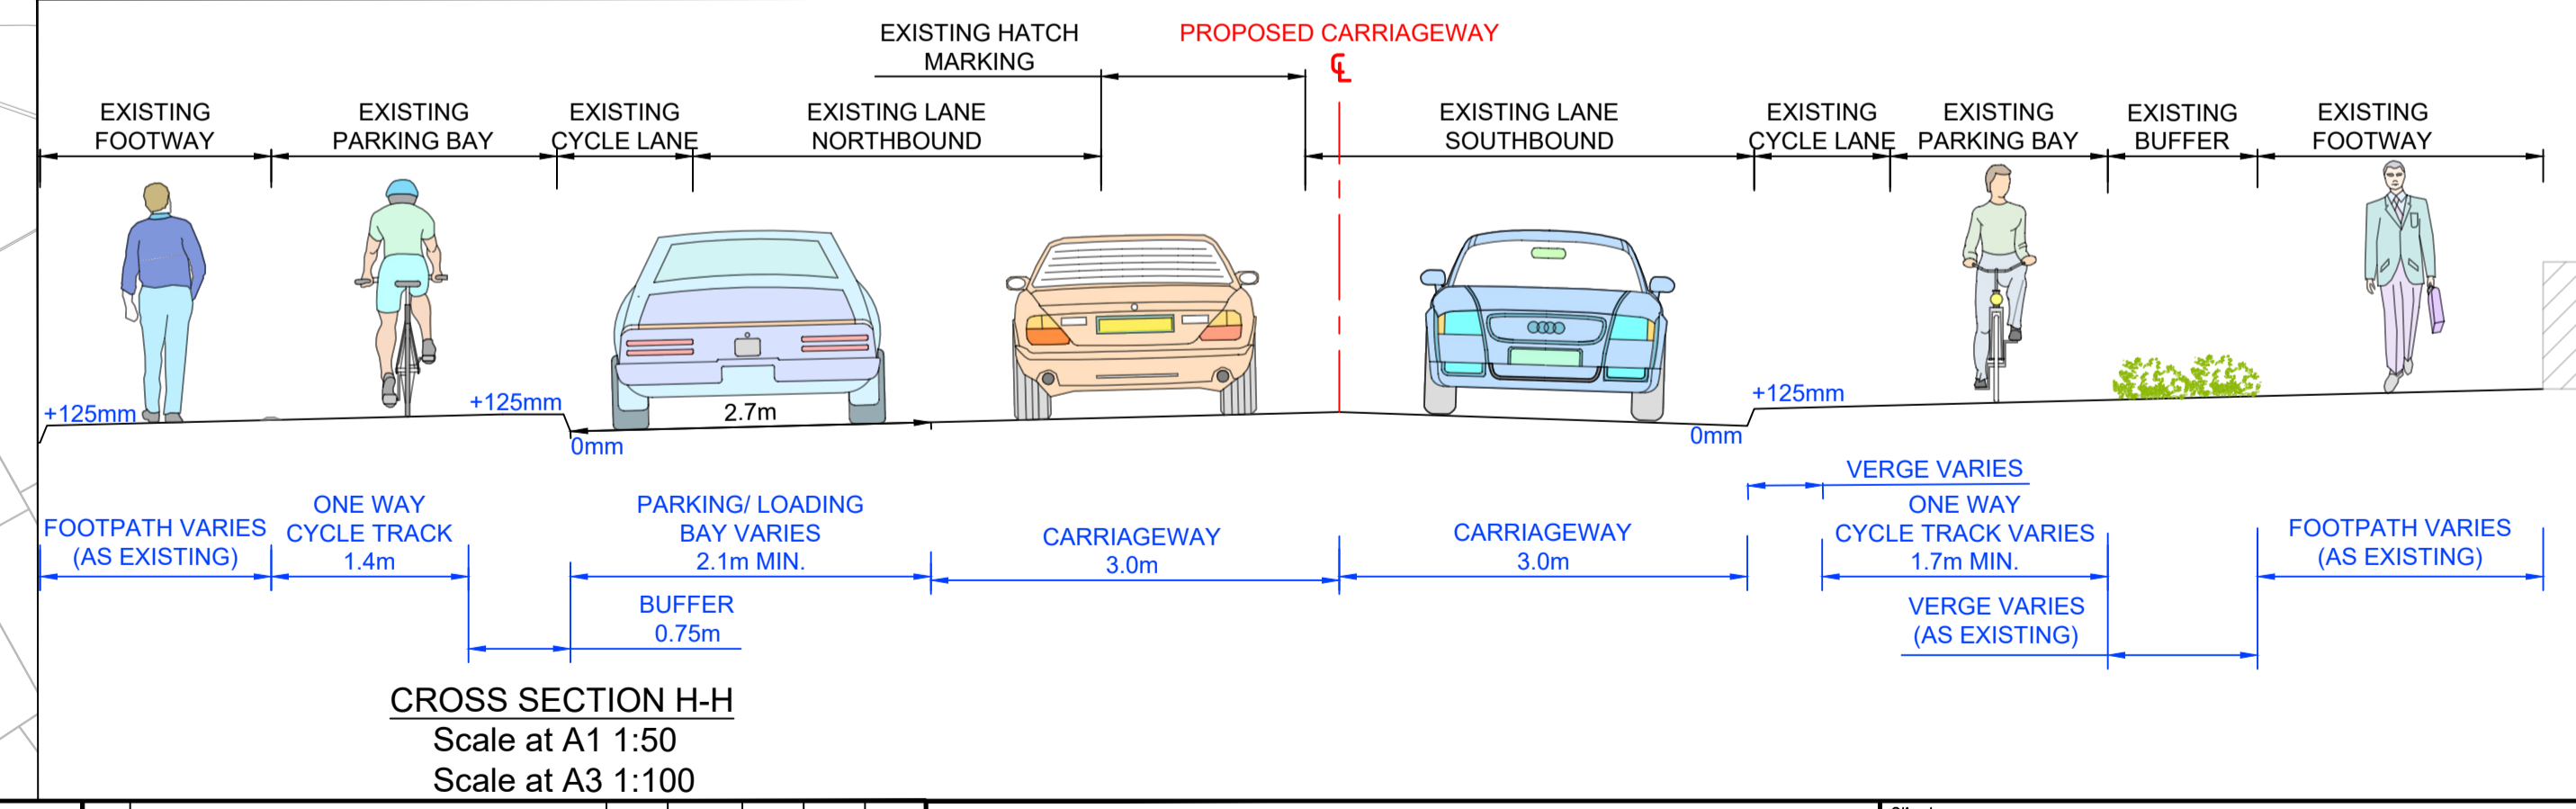 EXISTING HATCH
MARKING
PROPOSED CARRIAGEWAY
℄
EXISTING
FOOTWAY
EXISTING
PARKING BAY
EXISTING
CYCLE LANE
EXISTING LANE
NORTHBOUND
EXISTING LANE
SOUTHBOUND
EXISTING
CYCLE LANE
EXISTING
PARKING BAY
EXISTING
BUFFER
EXISTING
FOOTWAY
+125mm
+125mm
0mm
2.7m
0mm
+125mm
FOOTPATH VARIES
(AS EXISTING)
ONE WAY
CYCLE TRACK
1.4m
PARKING/ LOADING
BAY VARIES
2.1m MIN.
BUFFER
0.75m
CARRIAGEWAY
3.0m
CARRIAGEWAY
3.0m
VERGE VARIES
ONE WAY
CYCLE TRACK VARIES
1.7m MIN.
VERGE VARIES
(AS EXISTING)
FOOTPATH VARIES
(AS EXISTING)
CROSS SECTION H-H
Scale at A1 1:50
Scale at A3 1:100